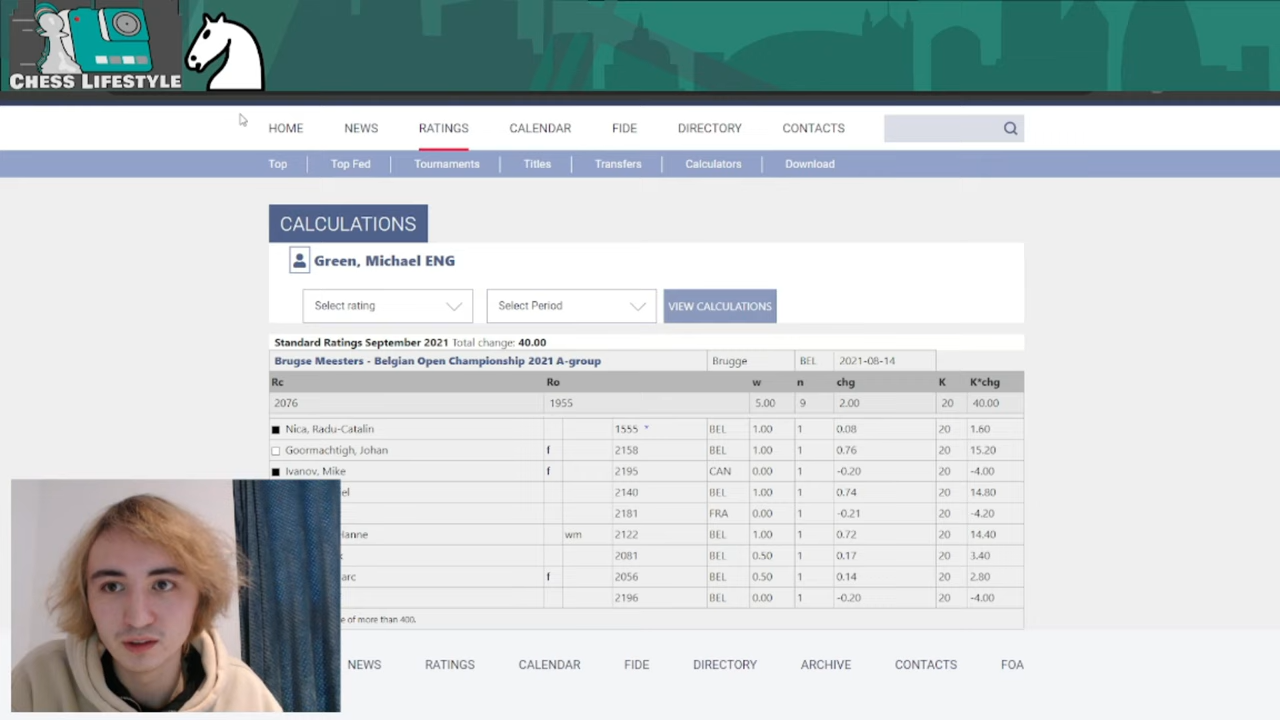 CHESS LIFESTYLE
HOME NEWS RATINGS CALENDAR FIDE DIRECTORY CONTACTS
Top Top Fed Tournaments Titles Transfers Calculators Download
CALCULATIONS
Green, Michael ENG
Select rating Select Period VIEW CALCULATIONS
Standard Ratings September 2021 Total change: 40.00
Brugse Meesters - Belgian Open Championship 2021 A-group Brugge BEL 2021-08-14
Rc Ro w n chg K K*chg
2076 1955 5.00 9 2.00 20 40.00
Nica, Radu-Catalin 1555 * BEL 1.00 1 0.08 20 1.60
Goormachtigh, Johan f 2158 BEL 1.00 1 0.76 20 15.20
Ivanov, Mike f 2195 CAN 0.00 1 -0.20 20 -4.00
el 2140 BEL 1.00 1 0.74 20 14.80
2181 FRA 0.00 1 -0.21 20 -4.20
Hanne wm 2122 BEL 1.00 1 0.72 20 14.40
2081 BEL 0.50 1 0.17 20 3.40
arc f 2056 BEL 0.50 1 0.14 20 2.80
2196 BEL 0.00 1 -0.20 20 -4.00
e of more than 400.
NEWS RATINGS CALENDAR FIDE DIRECTORY ARCHIVE CONTACTS FOA